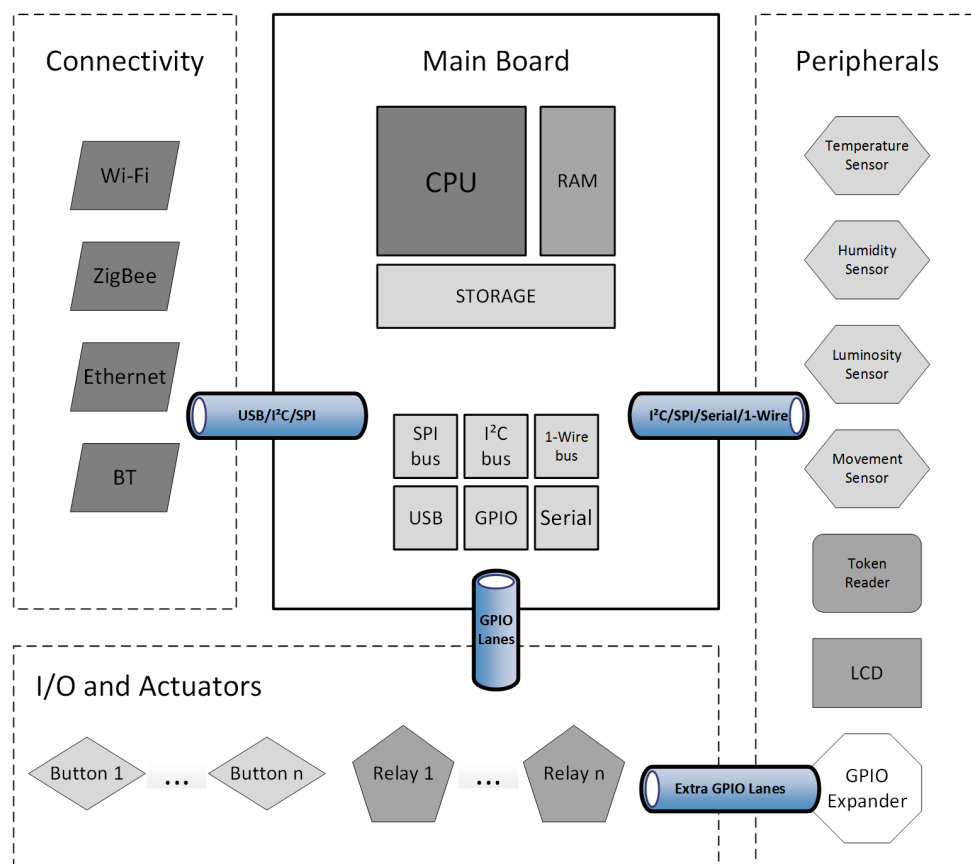 Connectivity
Wi-Fi
ZigBee
Ethernet
BT
USB/I²C/SPI
Main Board
CPU
RAM
STORAGE
SPI
bus
I²C
bus
1-Wire
bus
USB
GPIO
Serial
GPIO
Lanes
I²C/SPI/Serial/1-Wire
Peripherals
Temperature
Sensor
Humidity
Sensor
Luminosity
Sensor
Movement
Sensor
Token
Reader
LCD
GPIO
Expander
I/O and Actuators
Button 1
...
Button n
Relay 1
...
Relay n
Extra GPIO Lanes